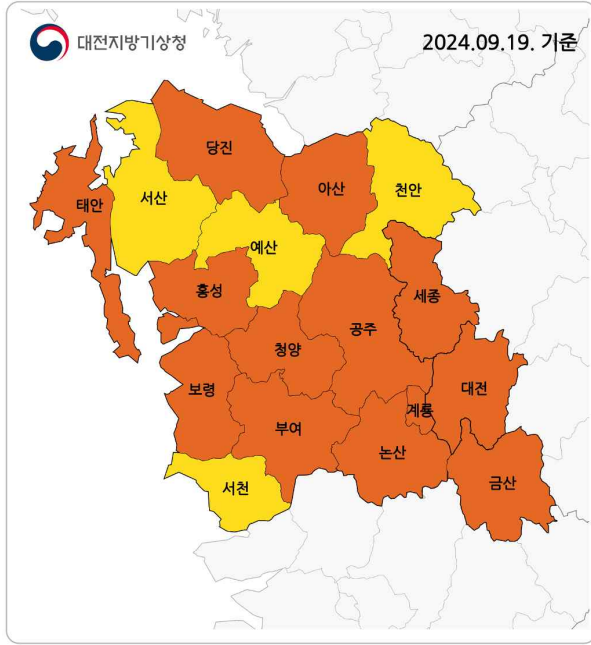 대전지방기상청
2024.09.19. 기준
당진
아산
천안
서산
태안
예산
홍성
세종
공주
청양
보령
대전
계룡
부여
논산
서천
금산